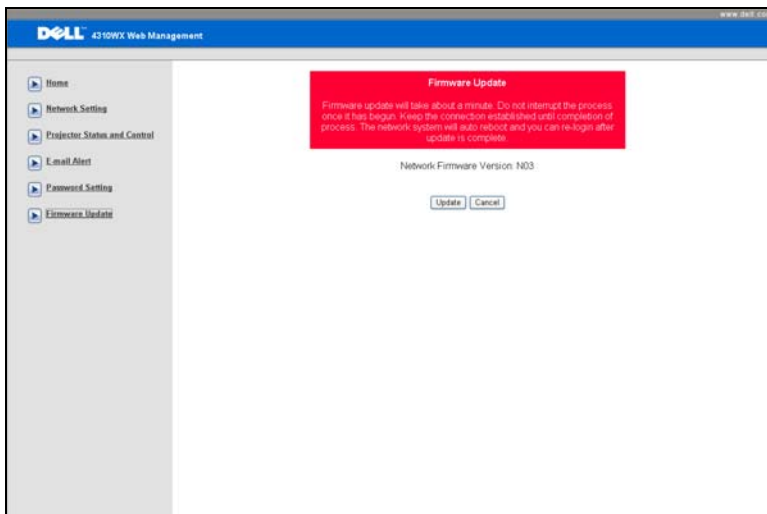 www.dell.co
DELL 4310WX Web Management
Home
Network Setting
Projector Status and Control
E-mail Alert
Password Setting
Firmware Update
Firmware Update
Firmware update will take about a minute. Do not interrupt the process
once it has begun. Keep the connection established until completion of
process. The network system will auto reboot and you can re-login after
update is complete.
Network Firmware Version: N03
Update Cancel